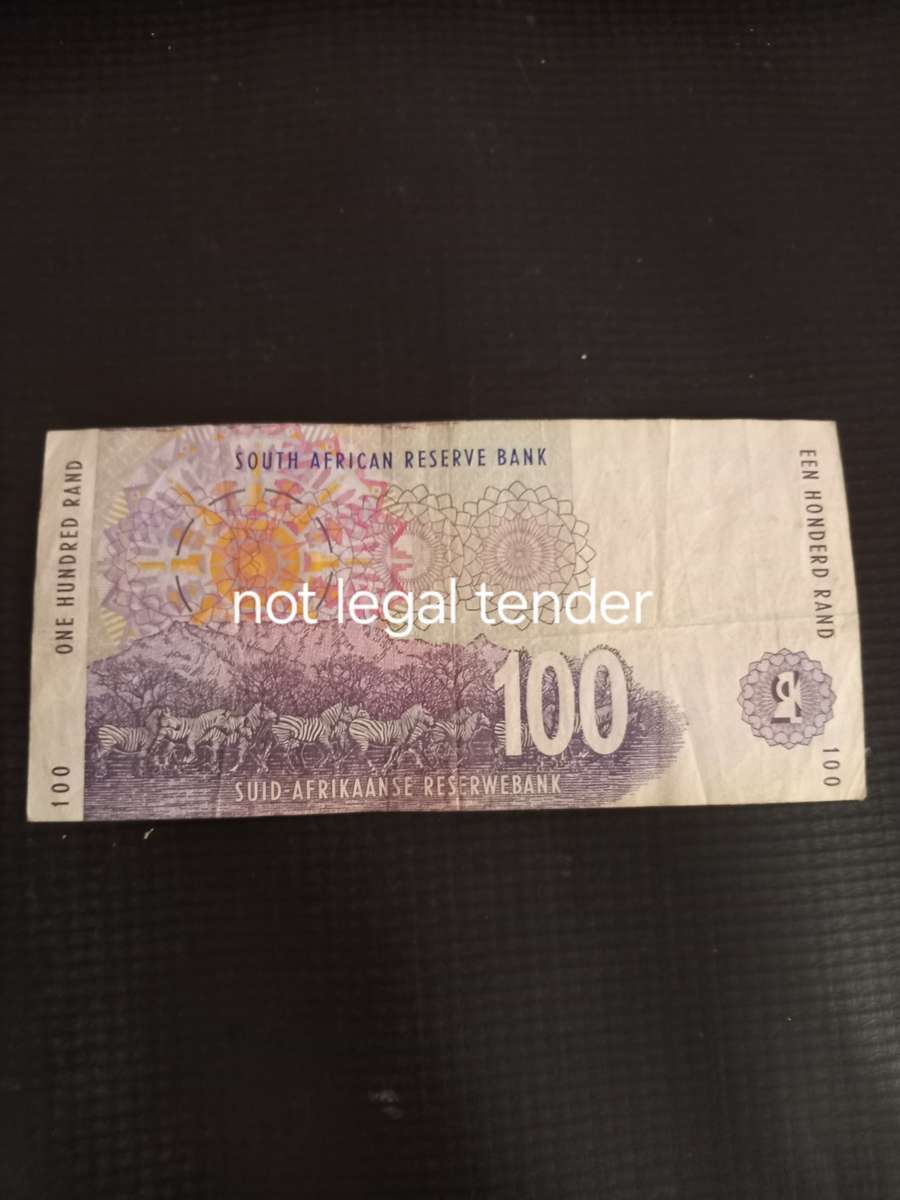 SOUTH AFRICAN RESERVE BANK
ONE HUNDRED RAND
EEN HONDERD RAND
not legal tender
100
SUID-AFRIKAANSE RESERWEBANK
100
100